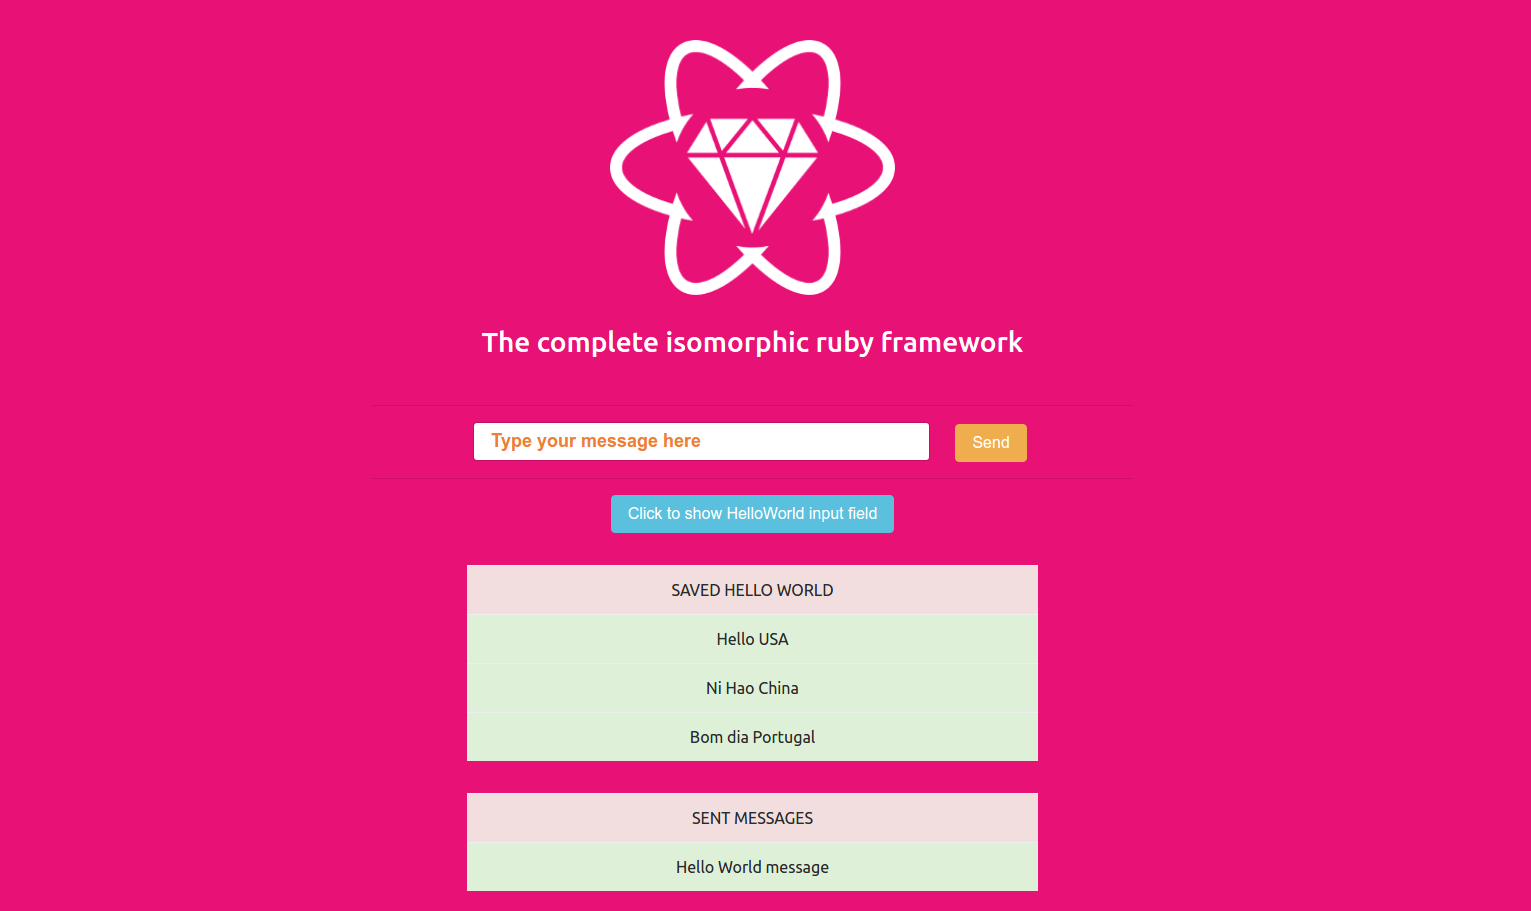 The complete isomorphic ruby framework
Type your message here
Send
Click to show HelloWorld input field
SAVED HELLO WORLD
Hello USA
Ni Hao China
Bom dia Portugal
SENT MESSAGES
Hello World message